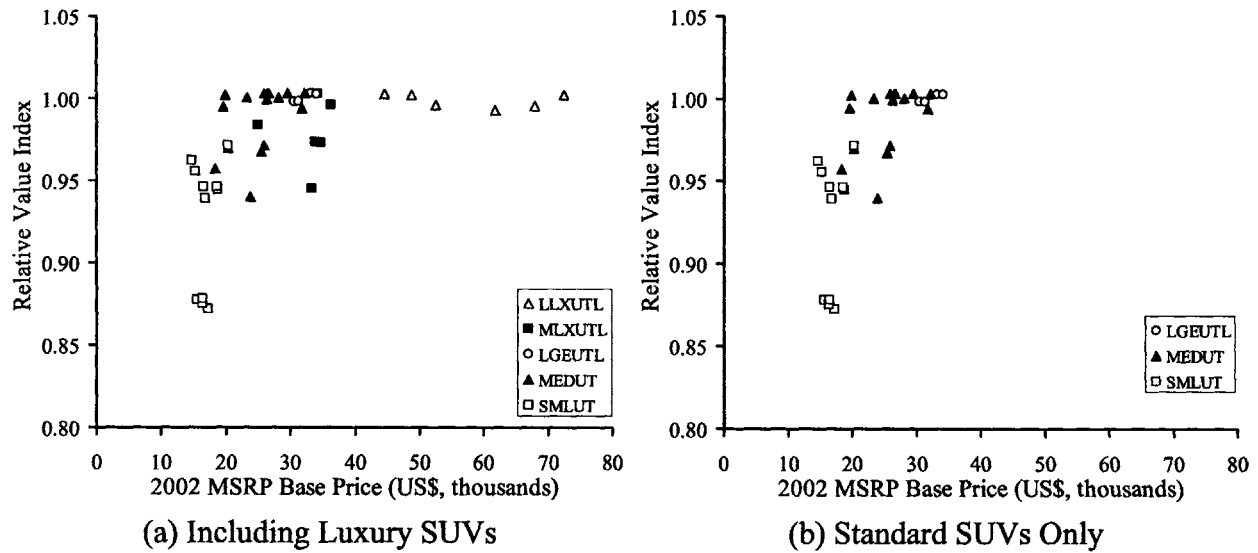 1.05
1.00
0.95
0.90
0.85
0.80
Relative Value Index
0 10 20 30 40 50 60 70 80
2002 MSRP Base Price (US$, thousands)
LLXUTL
MLXUTL
LGEUTL
MEDUT
SMLUT
(a) Including Luxury SUVs
1.05
1.00
0.95
0.90
0.85
0.80
Relative Value Index
0 10 20 30 40 50 60 70 80
2002 MSRP Base Price (US$, thousands)
LGEUTL
MEDUT
SMLUT
(b) Standard SUVs Only